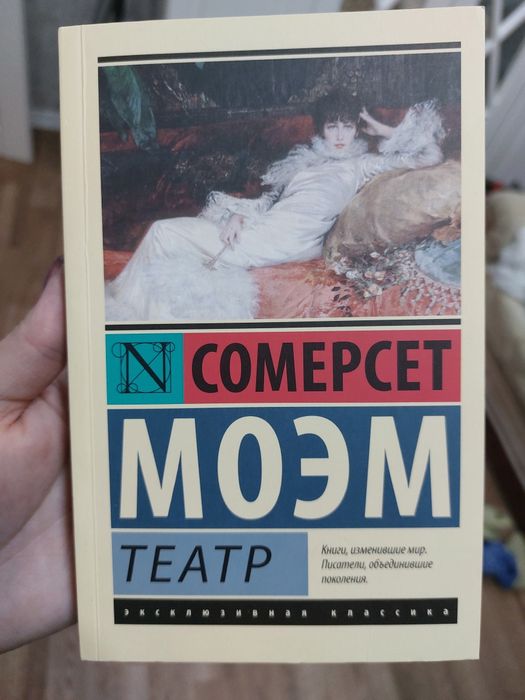 N СОМЕРСЕТ
МОЭМ
ТЕАТР
Книги, изменившие мир.
Писатели, объединившие
поколения.
эксклюзивная классика